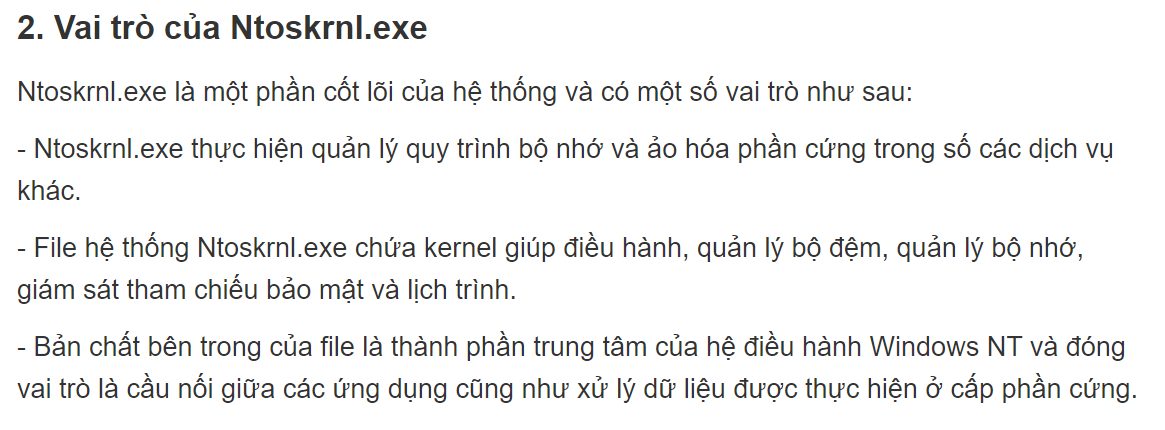 2. Vai trò của Ntoskrnl.exe
Ntoskrnl.exe là một phần cốt lõi của hệ thống và có một số vai trò như sau:
- Ntoskrnl.exe thực hiện quản lý quy trình bộ nhớ và ảo hóa phần cứng trong số các dịch vụ
khác.
- File hệ thống Ntoskrnl.exe chứa kernel giúp điều hành, quản lý bộ đệm, quản lý bộ nhớ,
giám sát tham chiếu bảo mật và lịch trình.
- Bản chất bên trong của file là thành phần trung tâm của hệ điều hành Windows NT và đóng
vai trò là cầu nối giữa các ứng dụng cũng như xử lý dữ liệu được thực hiện ở cấp phần cứng.